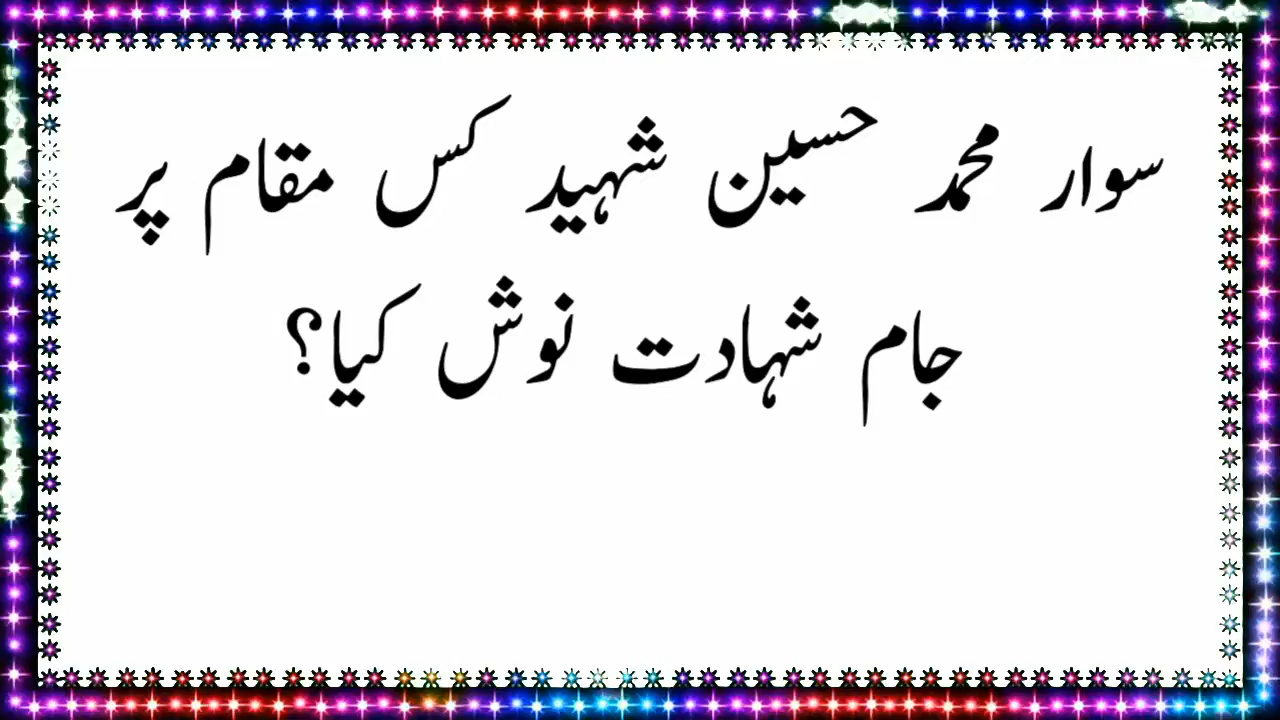 سوار محمد حسین شہید کس مقام پر
جام شہادت نوش کیا؟